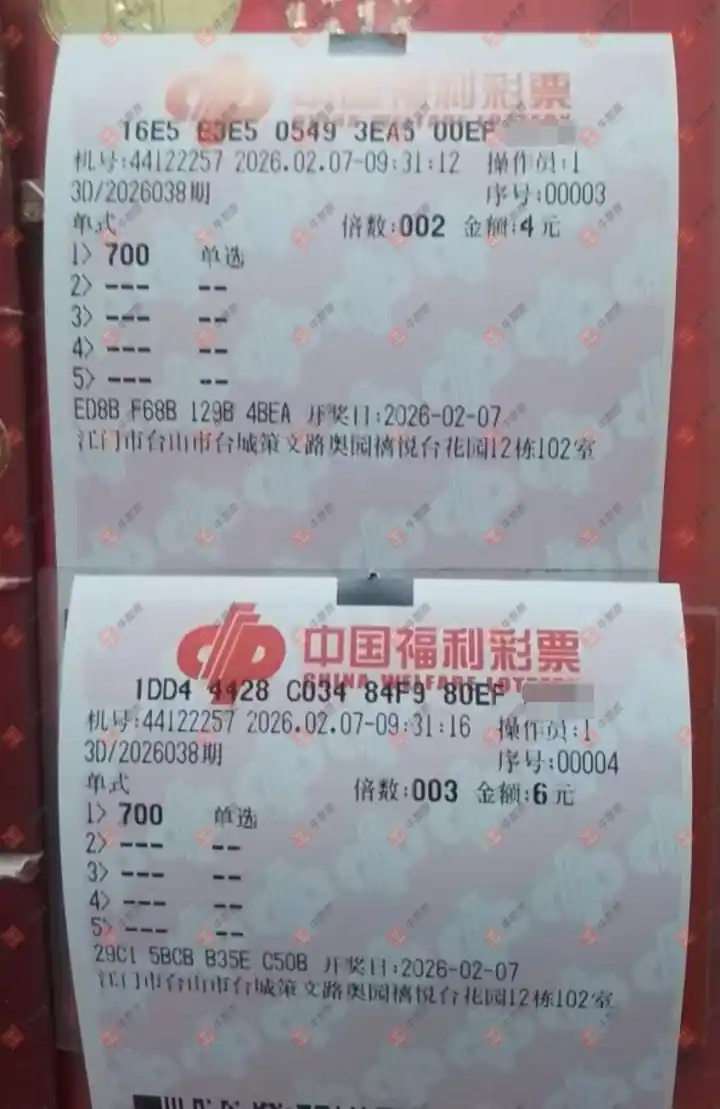 中国福利彩票
16E5 E3E5 0549 3EA5 00EF
机号:44122257 2026.02.07-09:31:12 操作员:1
3D/2026038期 序号:00003
单式 倍数:002 金额:4元
1> 700 单选
2> --- --
3> --- --
4> --- --
5> --- --
ED8B F68B 129B 4BEA 开奖日:2026-02-07
江门市台山市台城策文路奥园樯悦台花园12栋102室
中国福利彩票
CHINA WELFARE LOTTERY
1DD4 4428 C034 84F9 80EF
机号:44122257 2026.02.07-09:31:16 操作员:1
3D/2026038期 序号:00004
单式 倍数:003 金额:6元
1> 700 单选
2> --- --
3> --- --
4> --- --
5> --- --
29C1 5BCB B35E C50B 开奖日:2026-02-07
江门市台山市台城策文路奥园樯悦台花园12栋102室